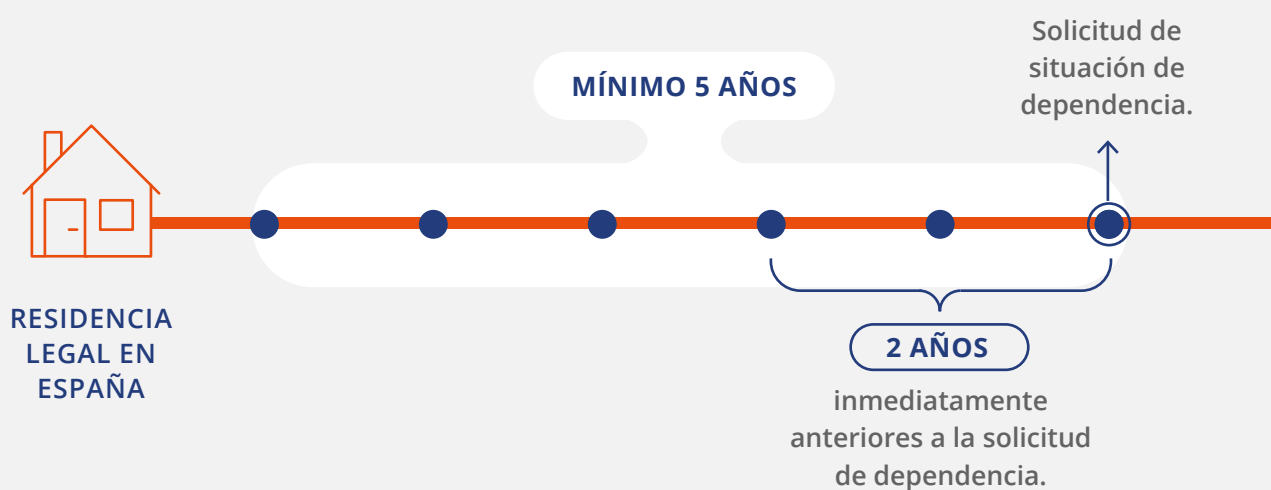 Solicitud de
situación de
dependencia.
MÍNIMO 5 AÑOS
RESIDENCIA
LEGAL EN
ESPAÑA
2 AÑOS
inmediatamente
anteriores a la solicitud
de dependencia.